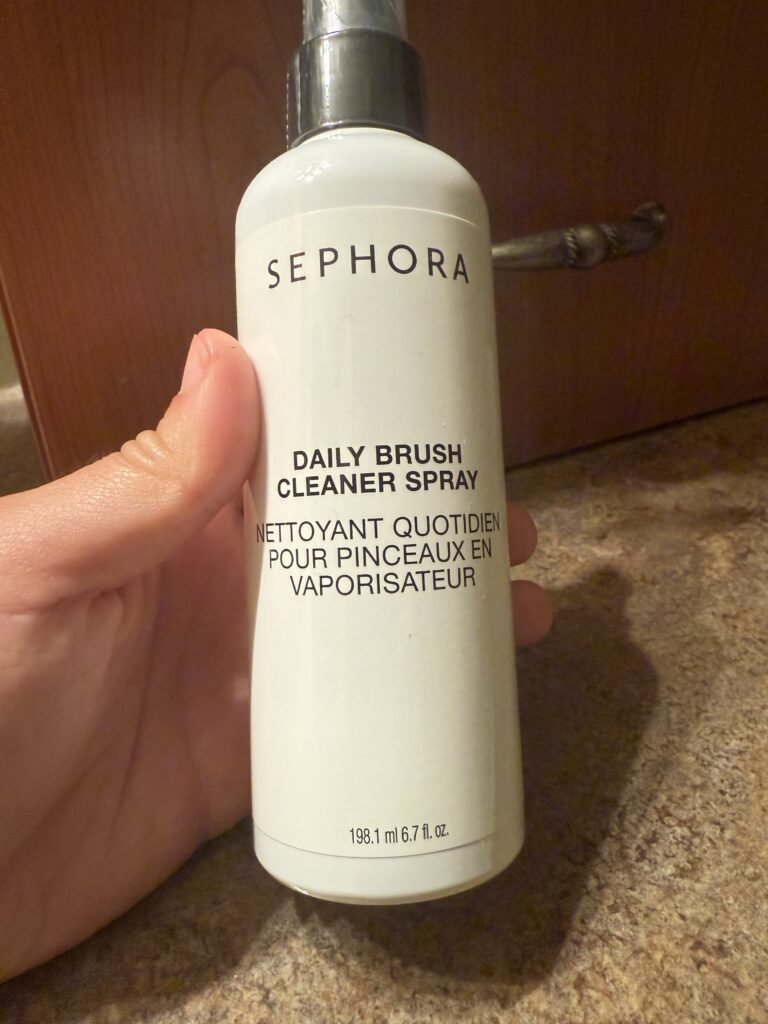 SEPHORA
DAILY BRUSH
CLEANER SPRAY
NETTOYANT QUOTIDIEN
POUR PINCEAUX EN
VAPORISATEUR
198.1 ml 6.7 fl. oz.